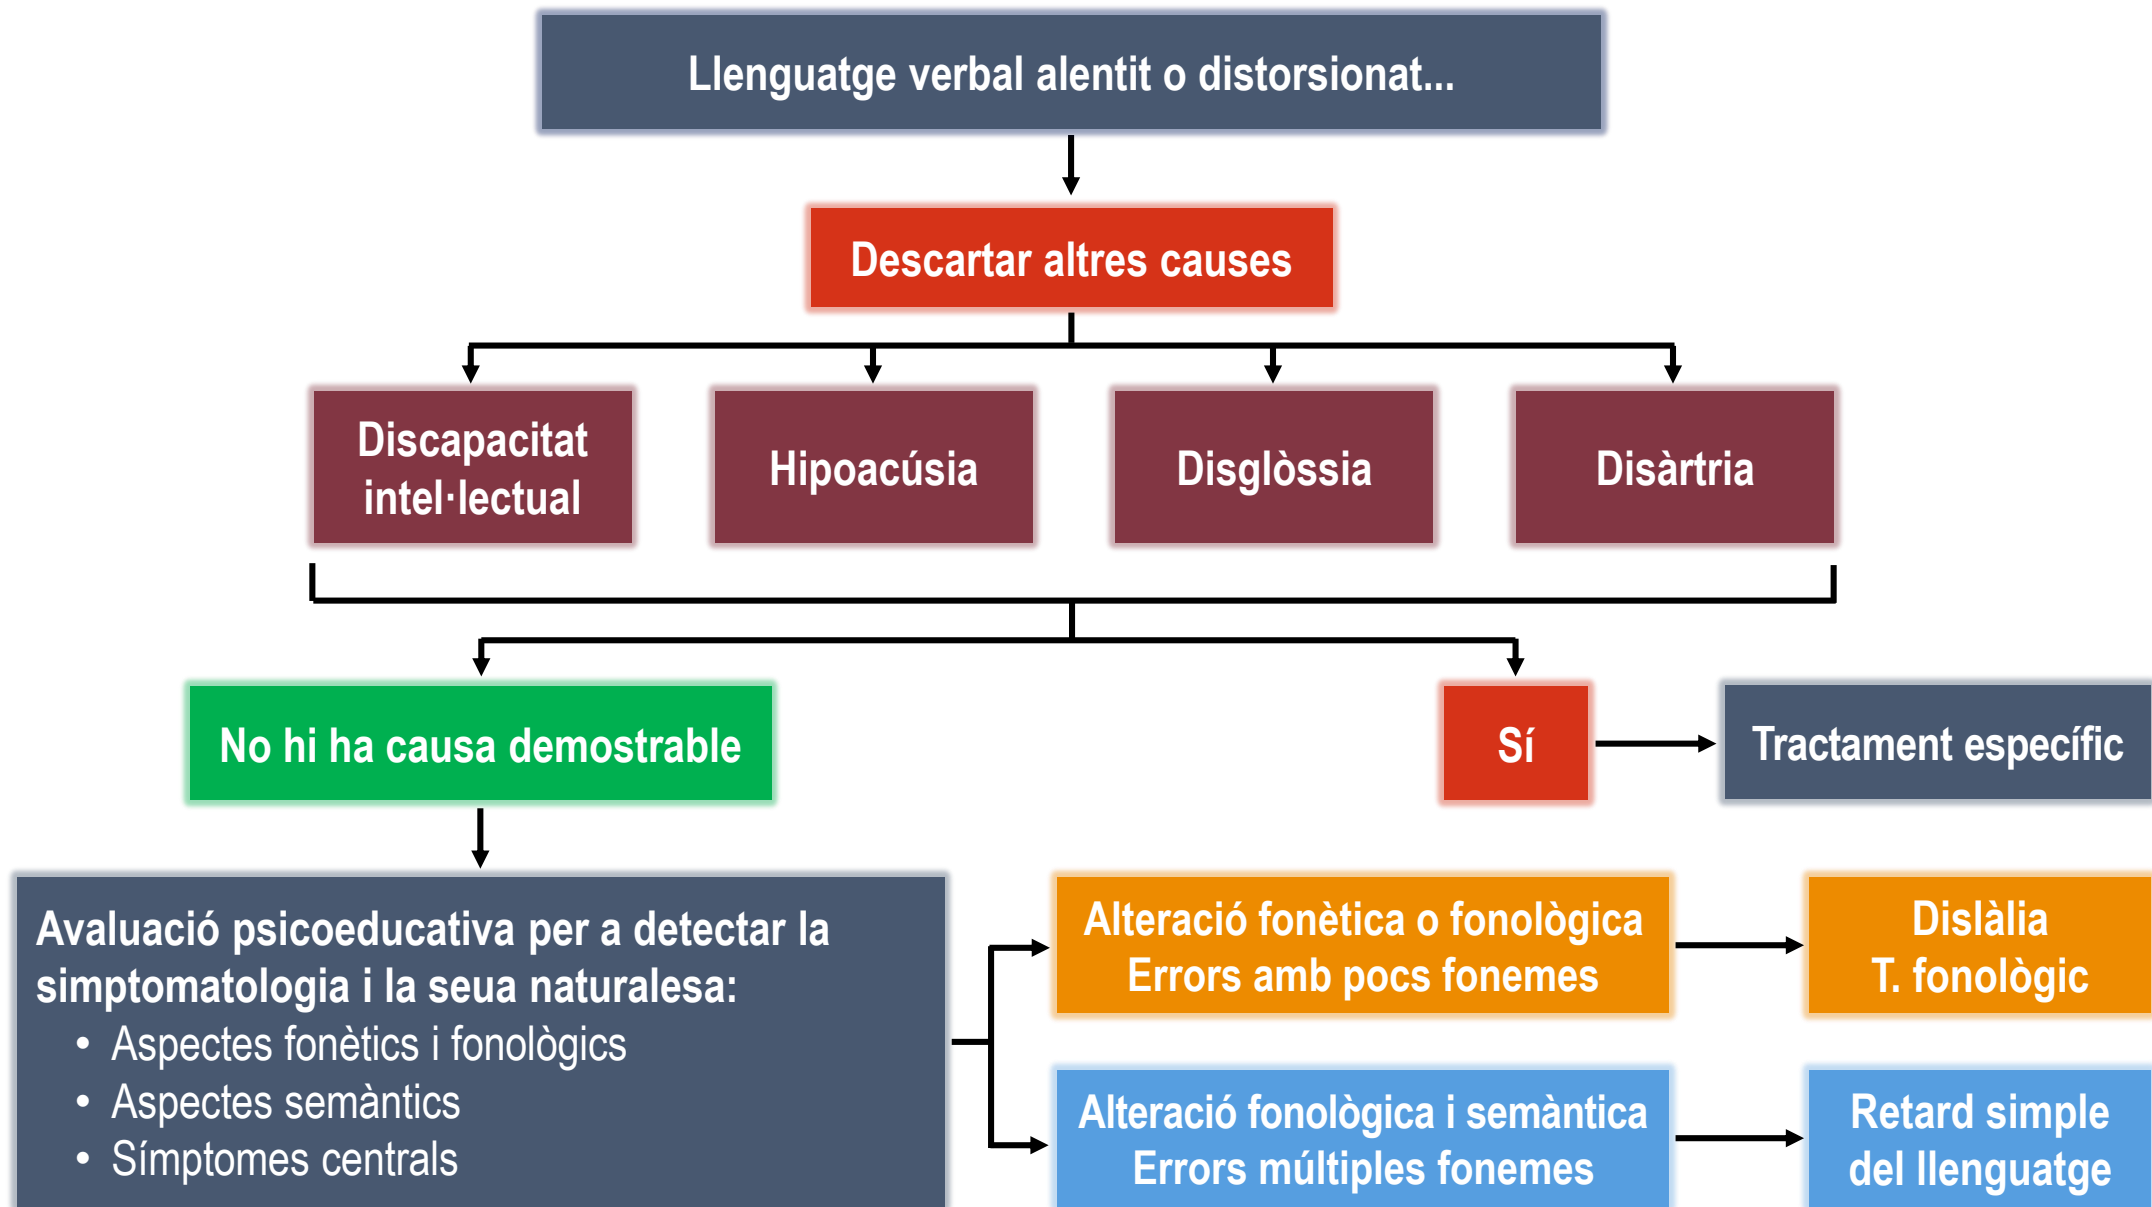 Llenguatge verbal alentit o distorsionat...
Descartar altres causes
Discapacitat
intel·lectual
Hipoacúsia
Disglòssia
Disàrtria
No hi ha causa demostrable
Sí
Tractament específic
Avaluació psicoeducativa per a detectar la
simptomatologia i la seua naturalesa:
• Aspectes fonètics i fonològics
• Aspectes semàntics
• Símptomes centrals
Alteració fonètica o fonològica
Errors amb pocs fonemes
Dislàlia
T. fonològic
Alteració fonològica i semàntica
Errors múltiples fonemes
Retard simple
del llenguatge